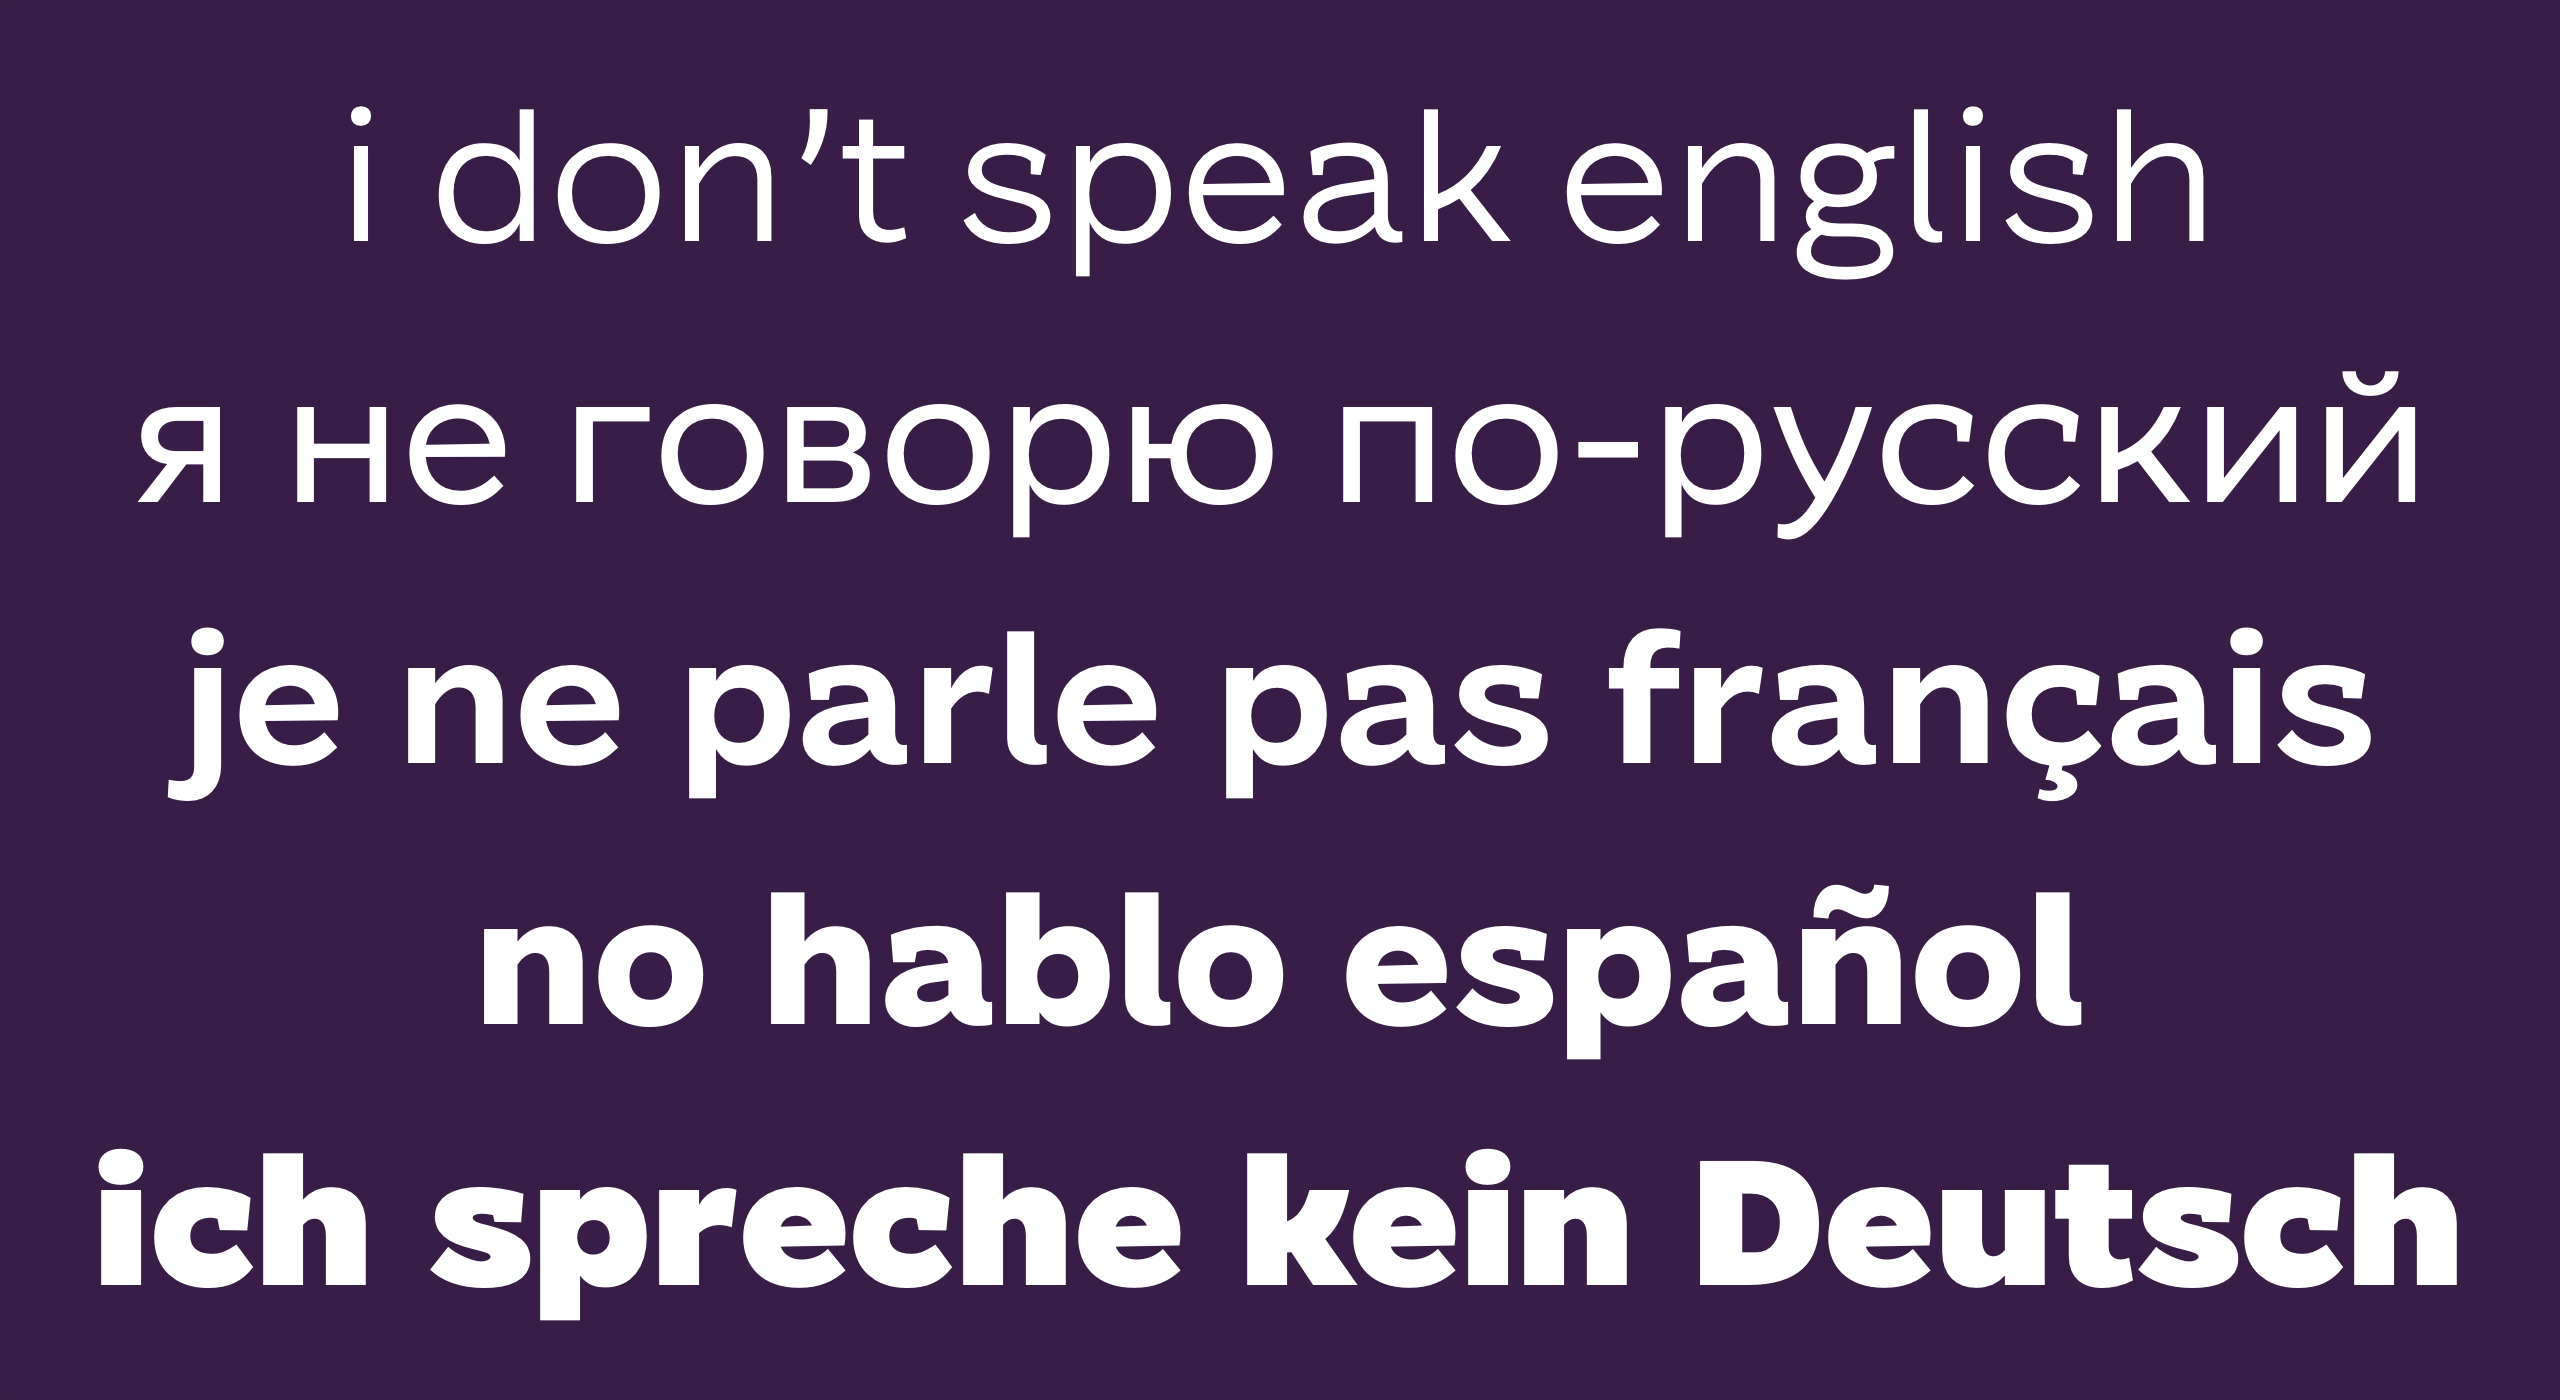 i don’t speak english
я не говорю по-русский
je ne parle pas français
no hablo español
ich spreche kein Deutsch